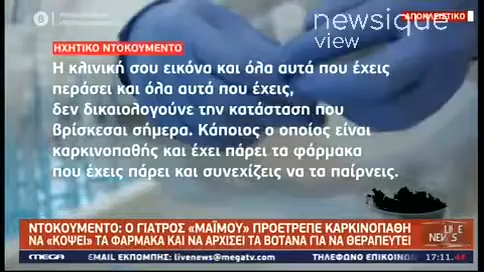 newsique
view
ΑΠΟΚΛΕΙΣΤΙΚΟ
ΗΧΗΤΙΚΟ ΝΤΟΚΟΥΜΕΝΤΟ
Η κλινική σου εικόνα και όλα αυτά που έχεις
περάσει και όλα αυτά που έχεις,
δεν δικαιολογούνε την κατάσταση που
βρίσκεσαι σήμερα. Κάποιος ο οποίος είναι
καρκινοπαθής και έχει πάρει τα φάρμακα
που έχεις πάρει και συνεχίζεις να τα παίρνεις.
ΝΤΟΚΟΥΜΕΝΤΟ: Ο ΓΙΑΤΡΟΣ «ΜΑΪΜΟΥ» ΠΡΟΕΤΡΕΠΕ ΚΑΡΚΙΝΟΠΑΘΗ
ΝΑ «ΚΟΨΕΙ» ΤΑ ΦΑΡΜΑΚΑ ΚΑΙ ΝΑ ΑΡΧΙΣΕΙ ΤΑ ΒΟΤΑΝΑ ΓΙΑ ΝΑ ΘΕΡΑΠΕΥΤΕΙ
LIVE
NEWS
MEGA
EMAIL: livenews@megatv.com
ΤΗΛΕΦΩΝΟ ΕΠΙΚΟΙΝΩΝΙΑΣ:
17:11